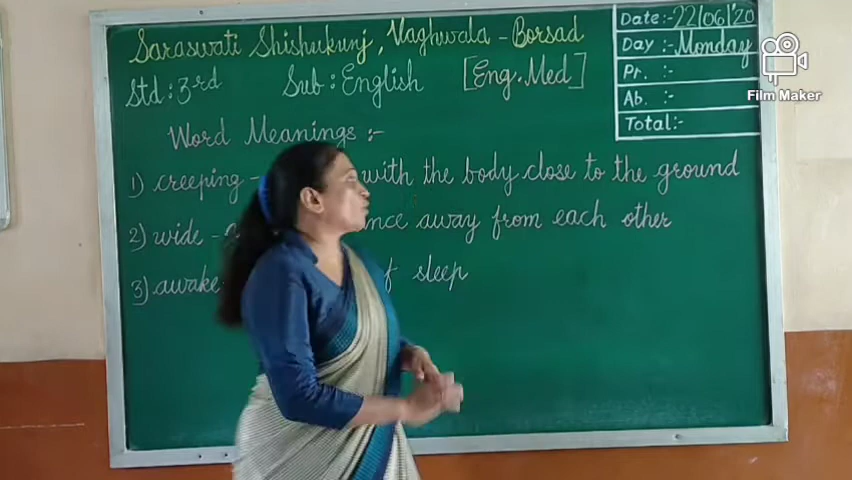 Saraswati Shishukunj, Vaghwala - Borsad
Std : 3rd Sub : English [Eng. Med]
Date :- 22/06/'20
Day :- Monday
Pr. :-
Ab. :-
Total :-
Film Maker
Word Meanings :-
1) creeping - with the body close to the ground
2) wide - away from each other
3) awake sleep